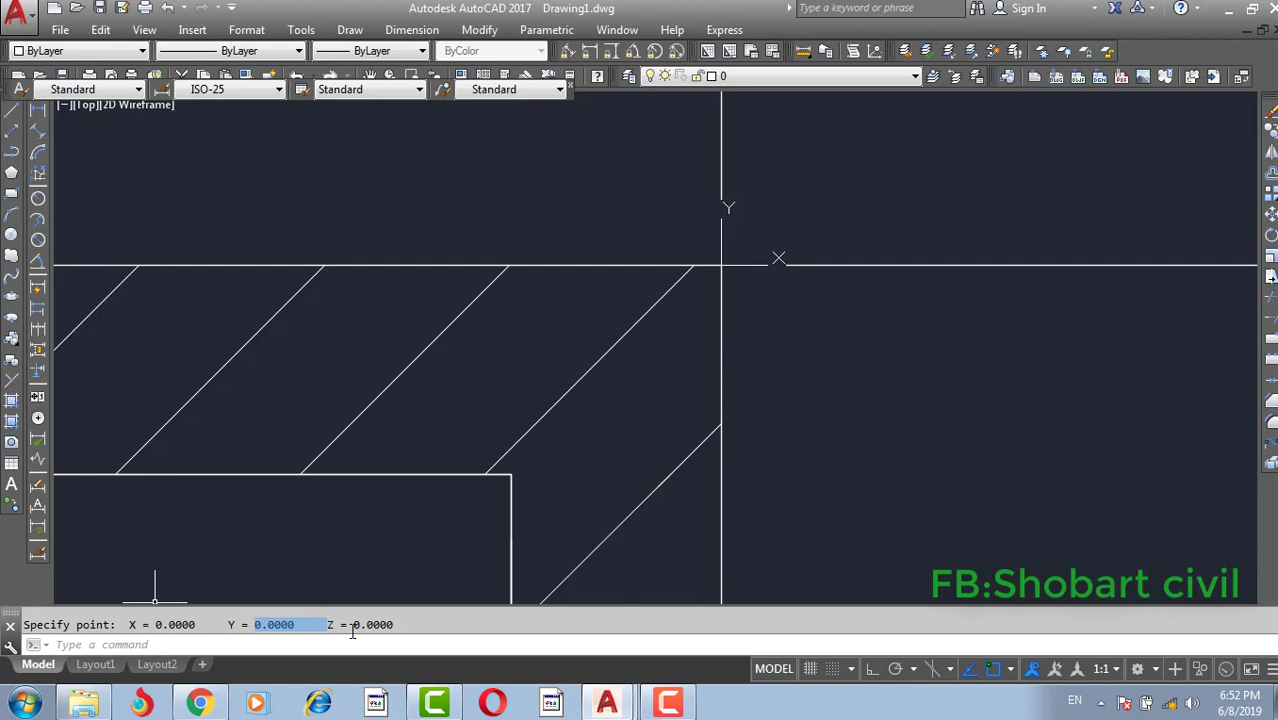 Autodesk AutoCAD 2017 Drawing1.dwg
Type a keyword or phrase
Sign In
File Edit View Insert Format Tools Draw Dimension Modify Parametric Window Help Express
ByLayer ByLayer ByLayer ByColor
0
Standard ISO-25 Standard Standard
[−][Top][2D Wireframe]
Y
X
FB:Shobart civil
Specify point: X = 0.0000 Y = 0.0000 Z = 0.0000
Type a command
Model Layout1 Layout2
MODEL 1:1
EN
6:52 PM
6/8/2019